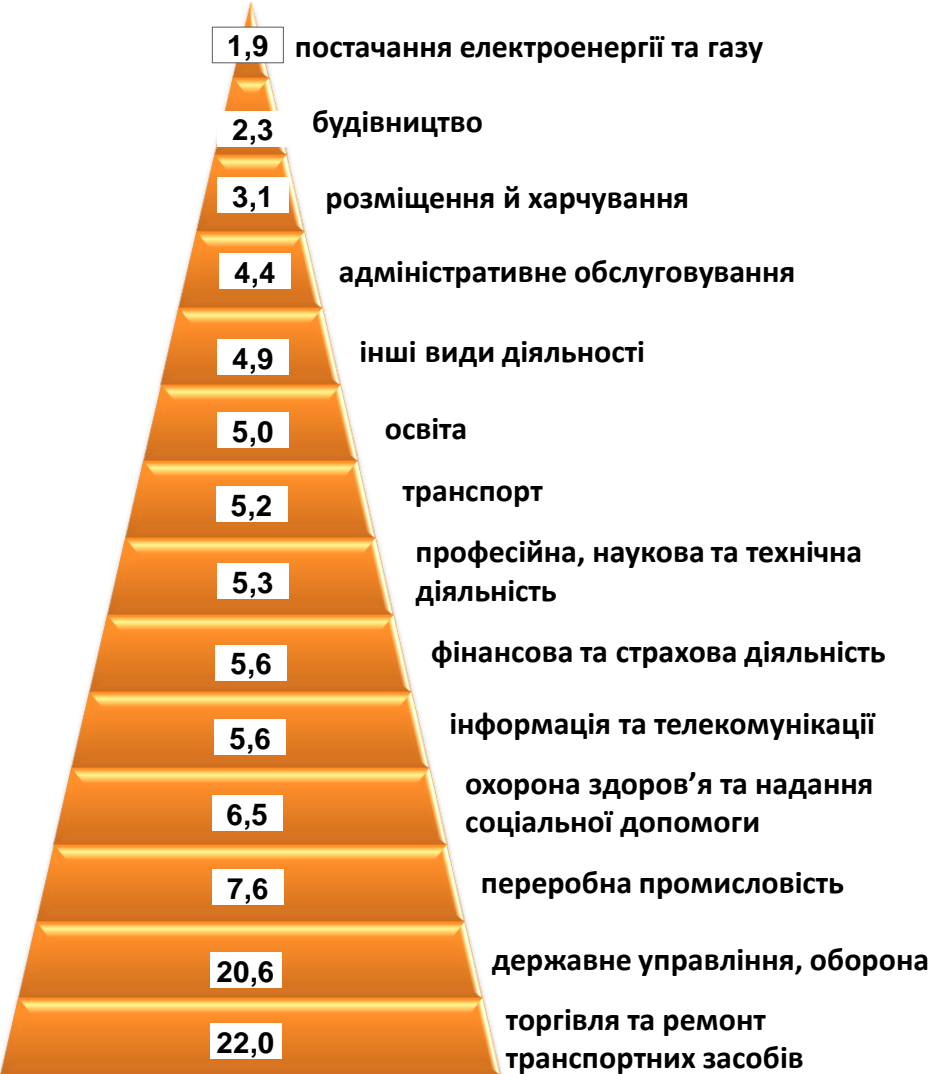 1,9 постачання електроенергії та газу
2,3 будівництво
3,1 розміщення й харчування
4,4 адміністративне обслуговування
4,9 інші види діяльності
5,0 освіта
5,2 транспорт
5,3 професійна, наукова та технічна
діяльність
5,6 фінансова та страхова діяльність
5,6 інформація та телекомунікації
6,5 охорона здоров’я та надання
соціальної допомоги
7,6 переробна промисловість
20,6 державне управління, оборона
22,0 торгівля та ремонт
транспортних засобів